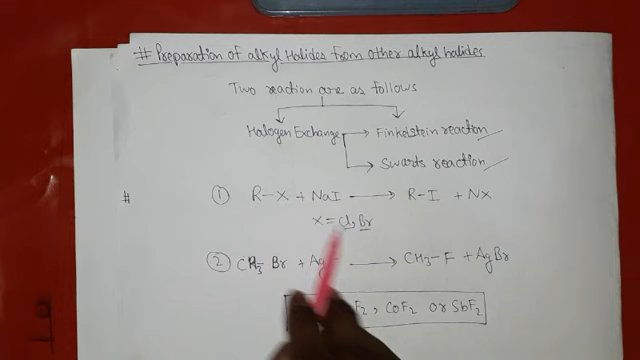 # Preparation of alkyl Halides from other alkyl halides
Two reaction are as follows
Halogen Exchange → Finkelstein reaction
→ Swarts reaction
# ① R-X + NaI → R-I + NX
X = Cl, Br
② CH3 Br + Ag → CH3-F + AgBr
F2, CoF2 or SbF2